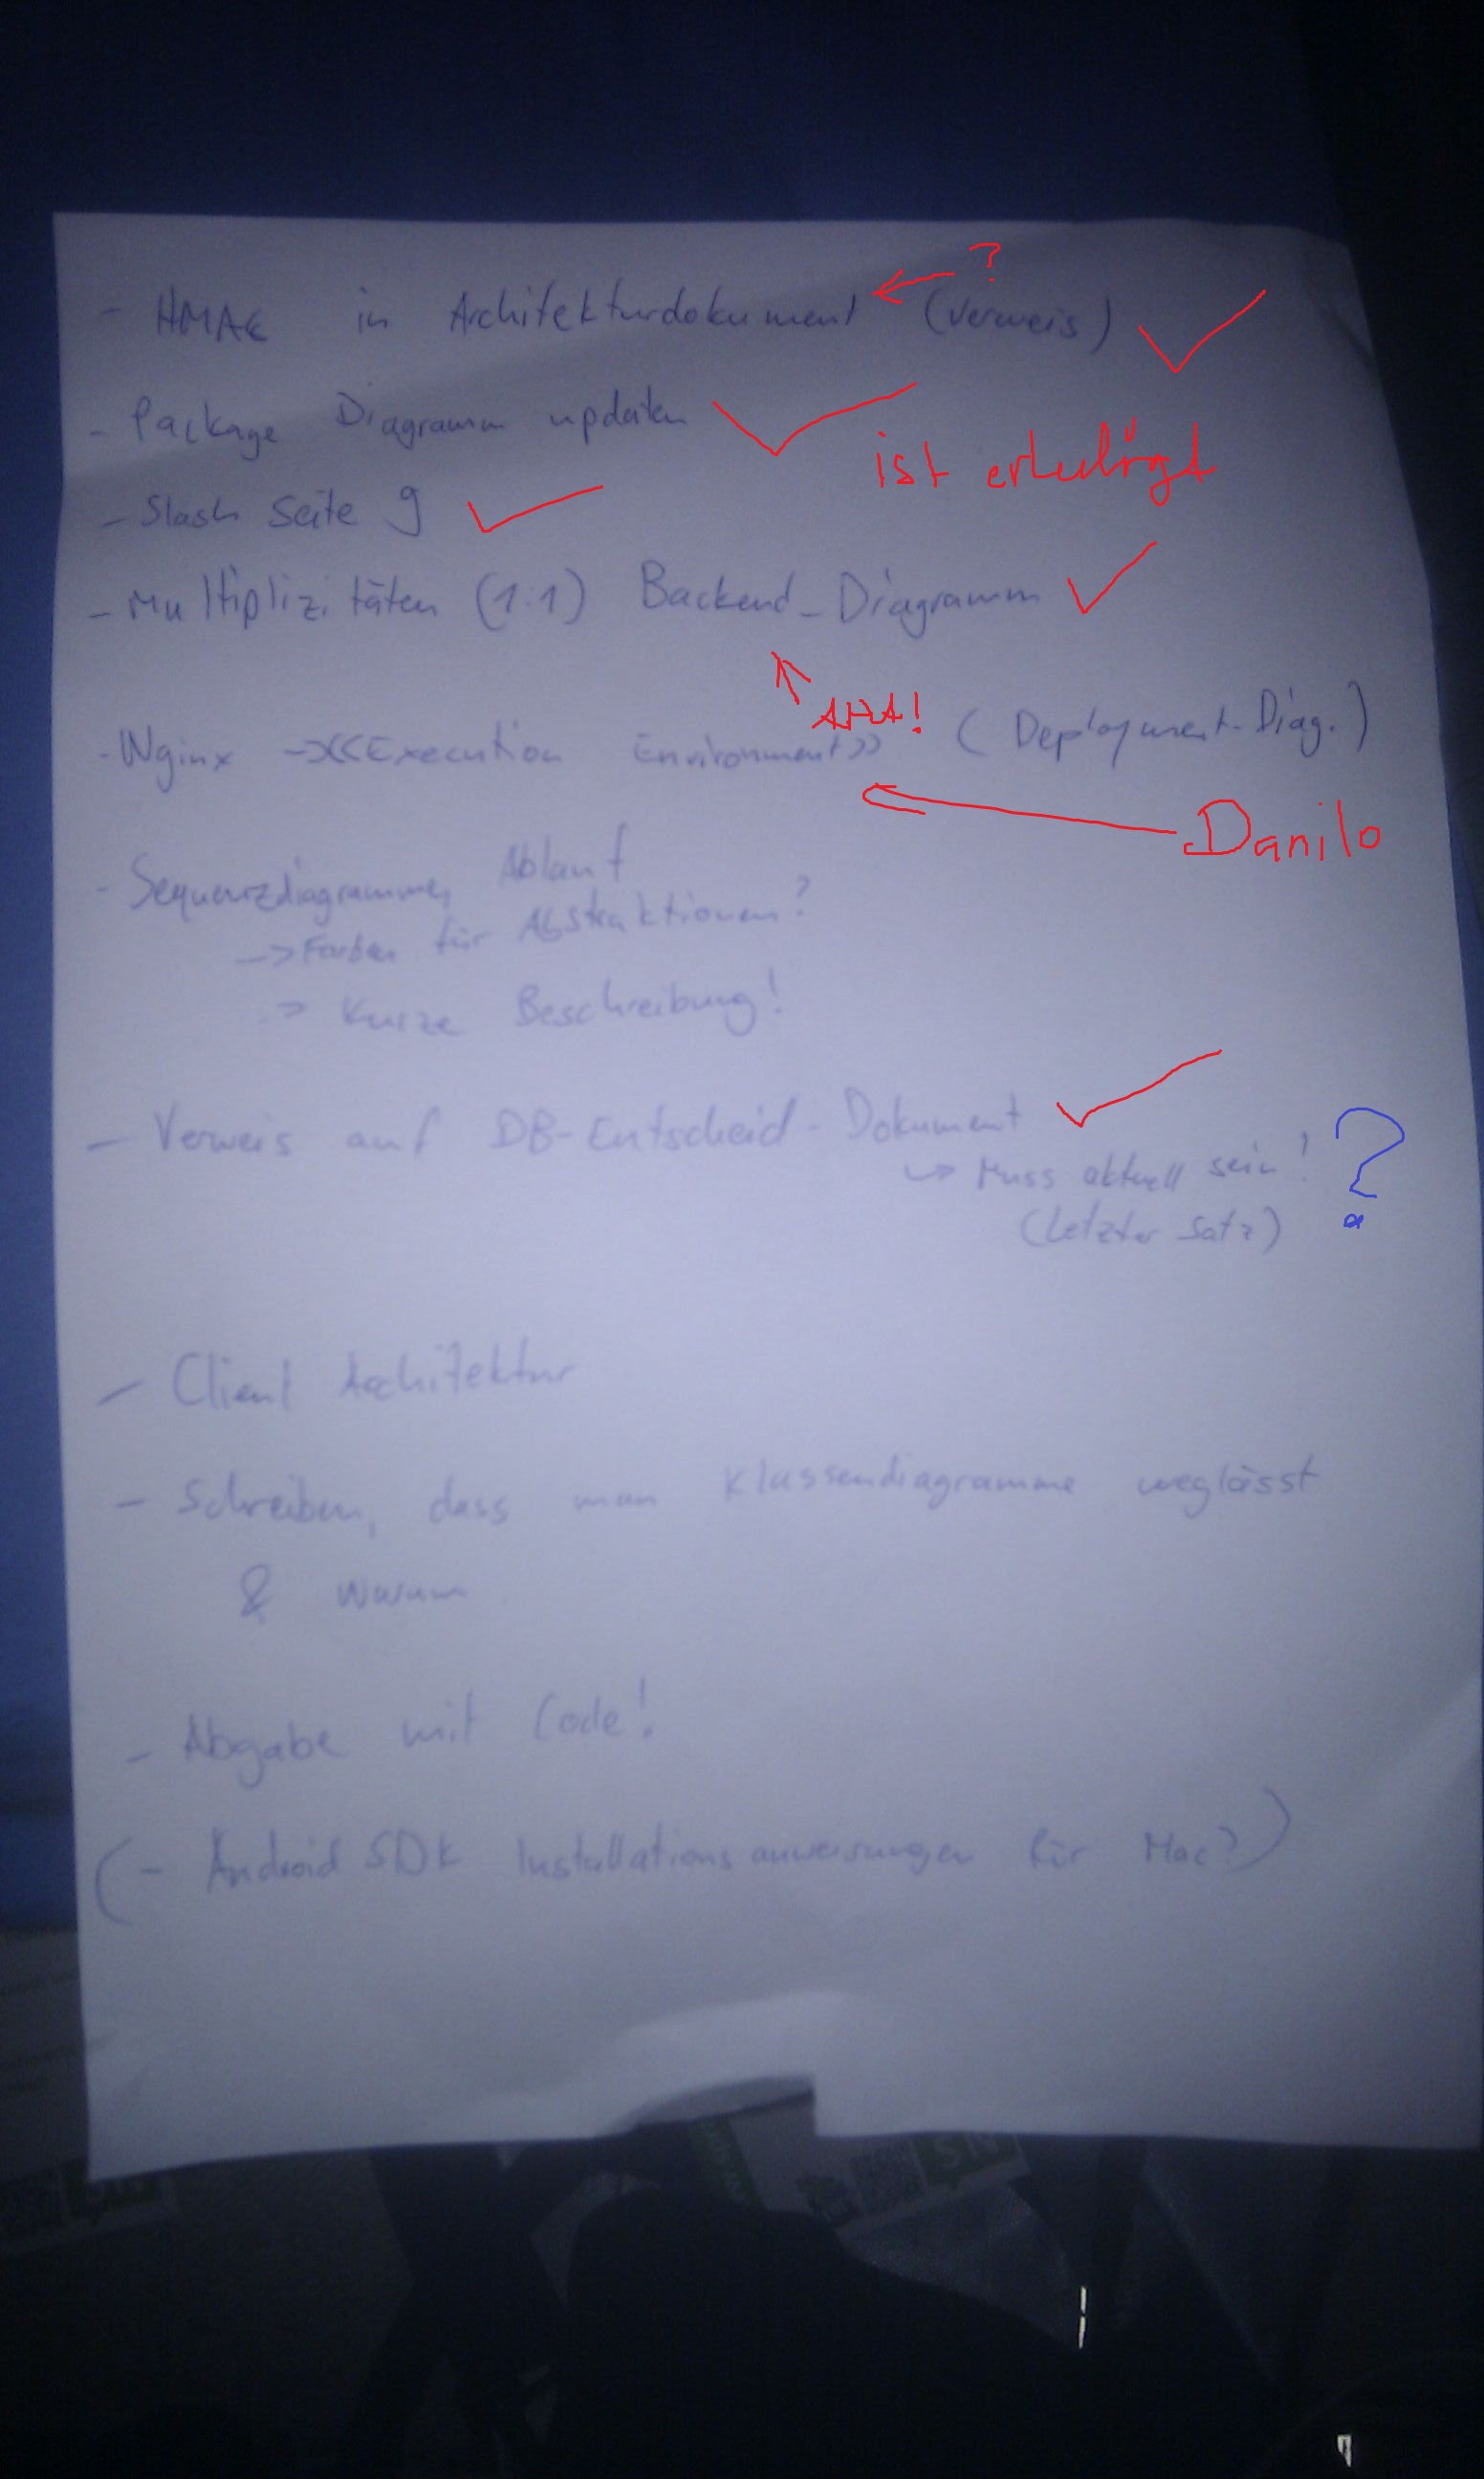 ?
- HMAC in Architekturdokument (Verweis)
- Package Diagramm updaten
ist erledigt
- Slash Seite 9
- Multiplizitäten (1:1) Backend-Diagramm
AHA!
- Nginx -> <<Execution Environment>> (Deployment-Diag.)
Danilo
- Sequenzdiagramme, Ablauf
-> Farben für Abstraktionen?
-> Kurze Beschreibung!
- Verweis auf DB-Entscheid-Dokument
-> Muss aktuell sein! ?
(Letzter Satz)
- Client Architektur
- Schreiben, dass man Klassendiagramme weglässt
& warum
- Abgabe mit Code!
(- Android SDK Installationsanweisungen für Mac?)